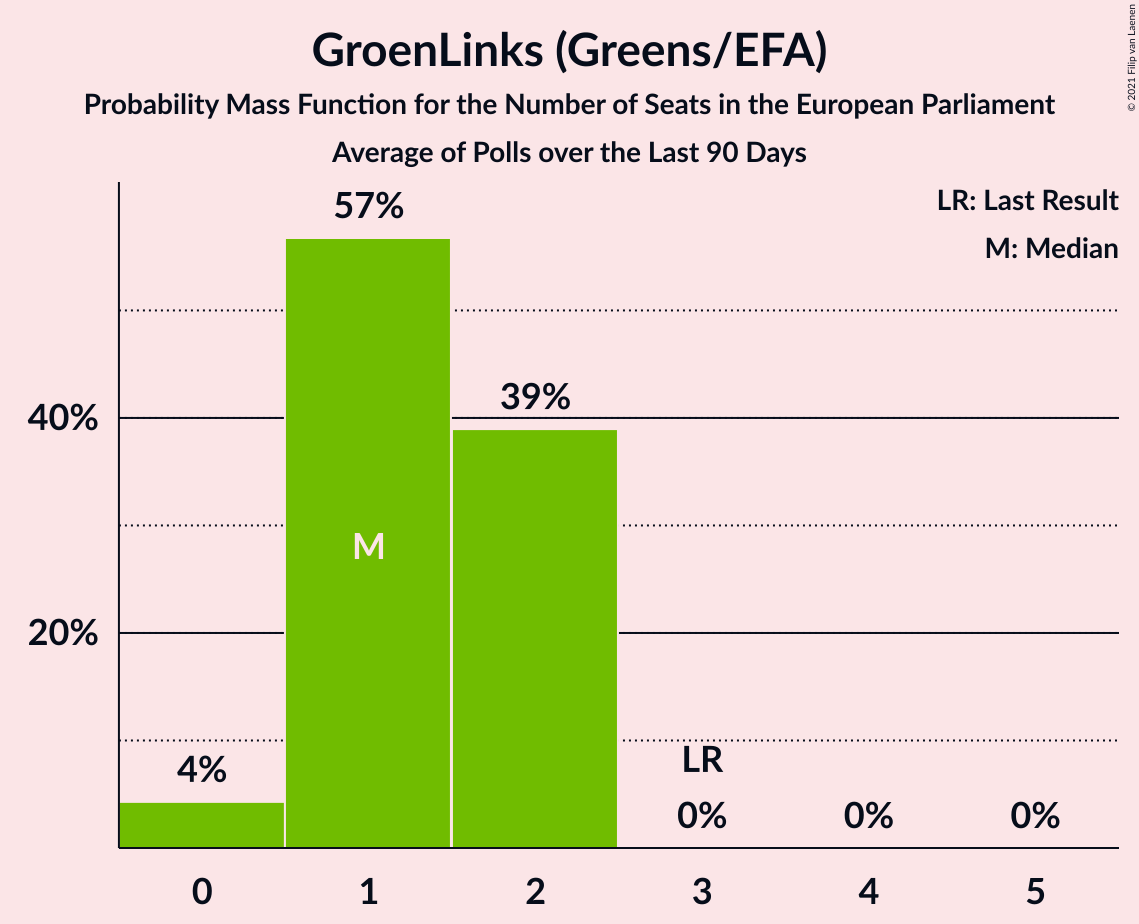 GroenLinks (Greens/EFA)
Probability Mass Function for the Number of Seats in the European Parliament
Average of Polls over the Last 90 Days
© 2021 Filip van Laenen
LR: Last Result
M: Median
57%
39%
40%
M
20%
4%
LR
0%
0%
0%
0
1
2
3
4
5